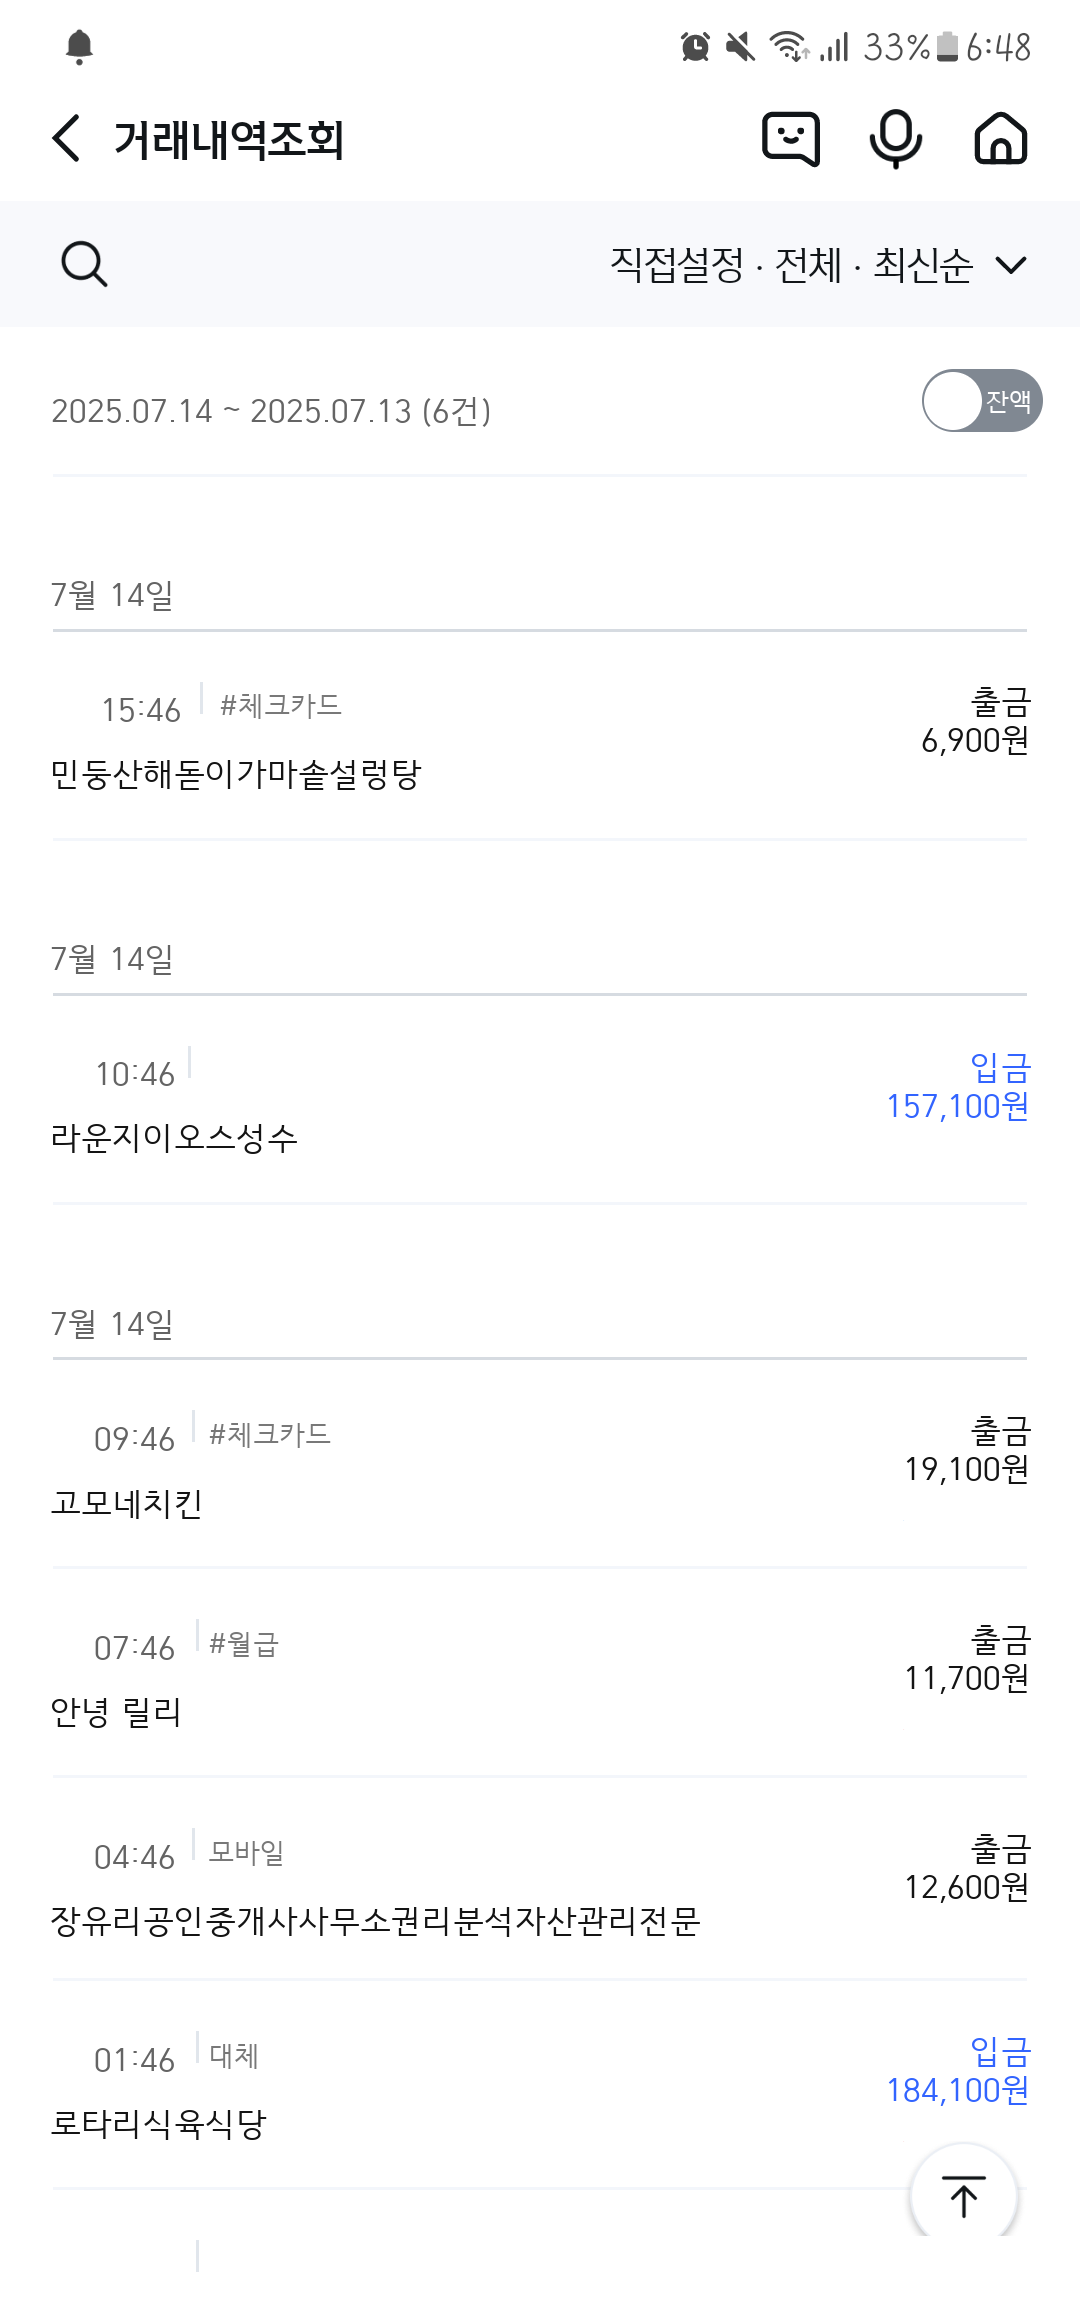 33% 6:48
거래내역조회
직접설정 · 전체 · 최신순
2025.07.14 ~ 2025.07.13 (6건)
잔액
7월 14일
15:46 #체크카드
출금
6,900원
민둥산해돋이가마솥설렁탕
7월 14일
10:46
입금
157,100원
라운지이오스성수
7월 14일
09:46 #체크카드
출금
19,100원
고모네치킨
07:46 #월급
출금
11,700원
안녕 릴리
04:46 모바일
출금
12,600원
장유리공인중개사사무소권리분석자산관리전문
01:46 대체
입금
184,100원
로타리식육식당